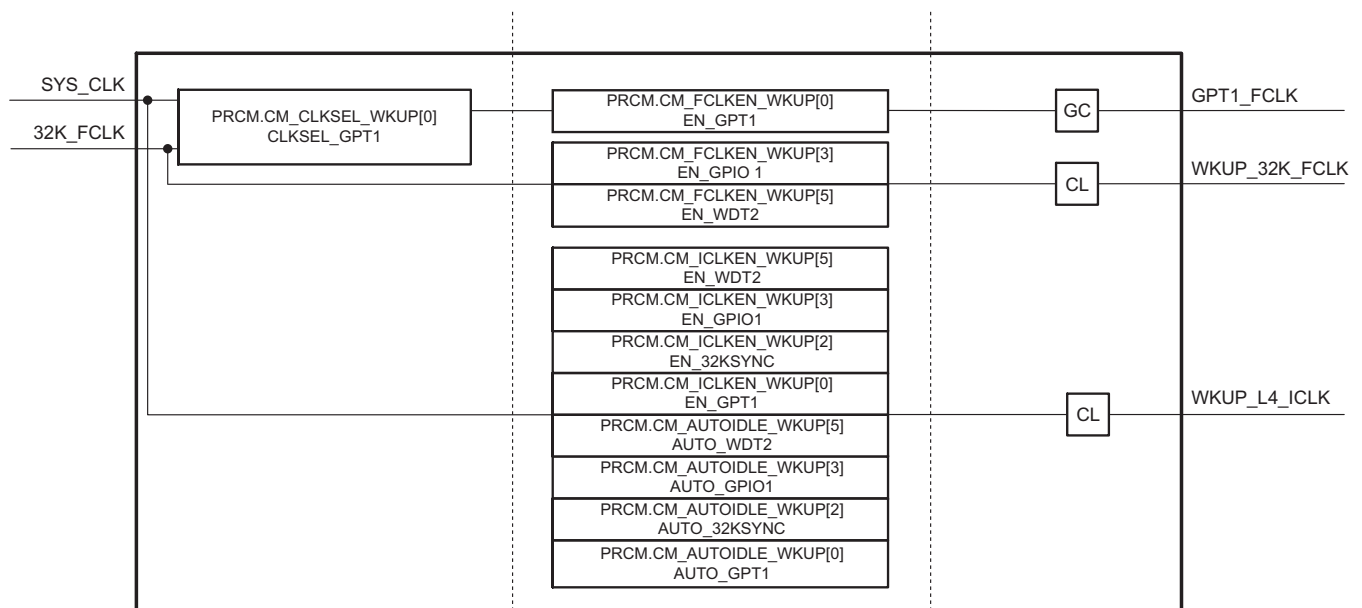 SYS_CLK
32K_FCLK
PRCM.CM_CLKSEL_WKUP[0]
CLKSEL_GPT1
PRCM.CM_FCLKEN_WKUP[0]
EN_GPT1
GC
GPT1_FCLK
PRCM.CM_FCLKEN_WKUP[3]
EN_GPIO 1
PRCM.CM_FCLKEN_WKUP[5]
EN_WDT2
CL
WKUP_32K_FCLK
PRCM.CM_ICLKEN_WKUP[5]
EN_WDT2
PRCM.CM_ICLKEN_WKUP[3]
EN_GPIO1
PRCM.CM_ICLKEN_WKUP[2]
EN_32KSYNC
PRCM.CM_ICLKEN_WKUP[0]
EN_GPT1
PRCM.CM_AUTOIDLE_WKUP[5]
AUTO_WDT2
PRCM.CM_AUTOIDLE_WKUP[3]
AUTO_GPIO1
PRCM.CM_AUTOIDLE_WKUP[2]
AUTO_32KSYNC
PRCM.CM_AUTOIDLE_WKUP[0]
AUTO_GPT1
CL
WKUP_L4_ICLK